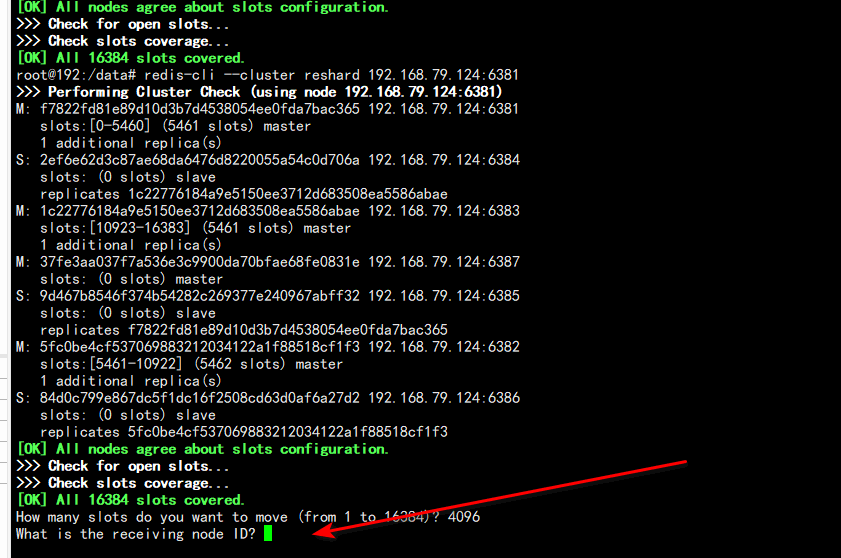 [OK] All nodes agree about slots configuration.
>>> Check for open slots...
>>> Check slots coverage...
[OK] All 16384 slots covered.
root@192:/data# redis-cli --cluster reshard 192.168.79.124:6381
>>> Performing Cluster Check (using node 192.168.79.124:6381)
M: f7822fd81e89d10d3b7d4538054ee0fda7bac365 192.168.79.124:6381
   slots:[0-5460] (5461 slots) master
   1 additional replica(s)
S: 2ef6e62d3c87ae68da6476d8220055a54c0d706a 192.168.79.124:6384
   slots: (0 slots) slave
   replicates 1c22776184a9e5150ee3712d683508ea5586abae
M: 1c22776184a9e5150ee3712d683508ea5586abae 192.168.79.124:6383
   slots:[10923-16383] (5461 slots) master
   1 additional replica(s)
M: 37fe3aa037f7a536e3c9900da70bfae68fe0831e 192.168.79.124:6387
   slots: (0 slots) master
S: 9d467b8546f374b54282c269377e240967abff32 192.168.79.124:6385
   slots: (0 slots) slave
   replicates f7822fd81e89d10d3b7d4538054ee0fda7bac365
M: 5fc0be4cf537069883212034122a1f88518cf1f3 192.168.79.124:6382
   slots:[5461-10922] (5462 slots) master
   1 additional replica(s)
S: 84d0c799e867dc5f1dc16f2508cd63d0af6a27d2 192.168.79.124:6386
   slots: (0 slots) slave
   replicates 5fc0be4cf537069883212034122a1f88518cf1f3
[OK] All nodes agree about slots configuration.
>>> Check for open slots...
>>> Check slots coverage...
[OK] All 16384 slots covered.
How many slots do you want to move (from 1 to 16384)? 4096
What is the receiving node ID?